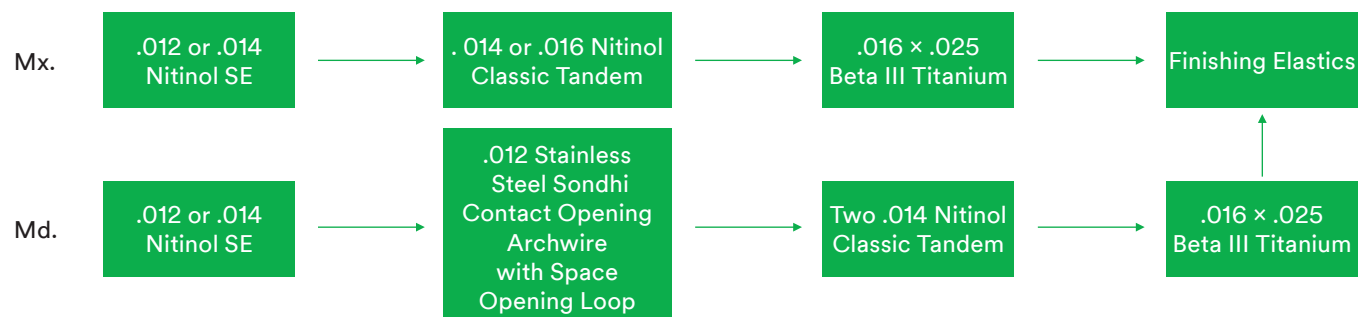 Mx.
.012 or .014
Nitinol SE
. 014 or .016 Nitinol
Classic Tandem
.016 × .025
Beta III Titanium
Finishing Elastics
Md.
.012 or .014
Nitinol SE
.012 Stainless
Steel Sondhi
Contact Opening
Archwire
with Space
Opening Loop
Two .014 Nitinol
Classic Tandem
.016 × .025
Beta III Titanium